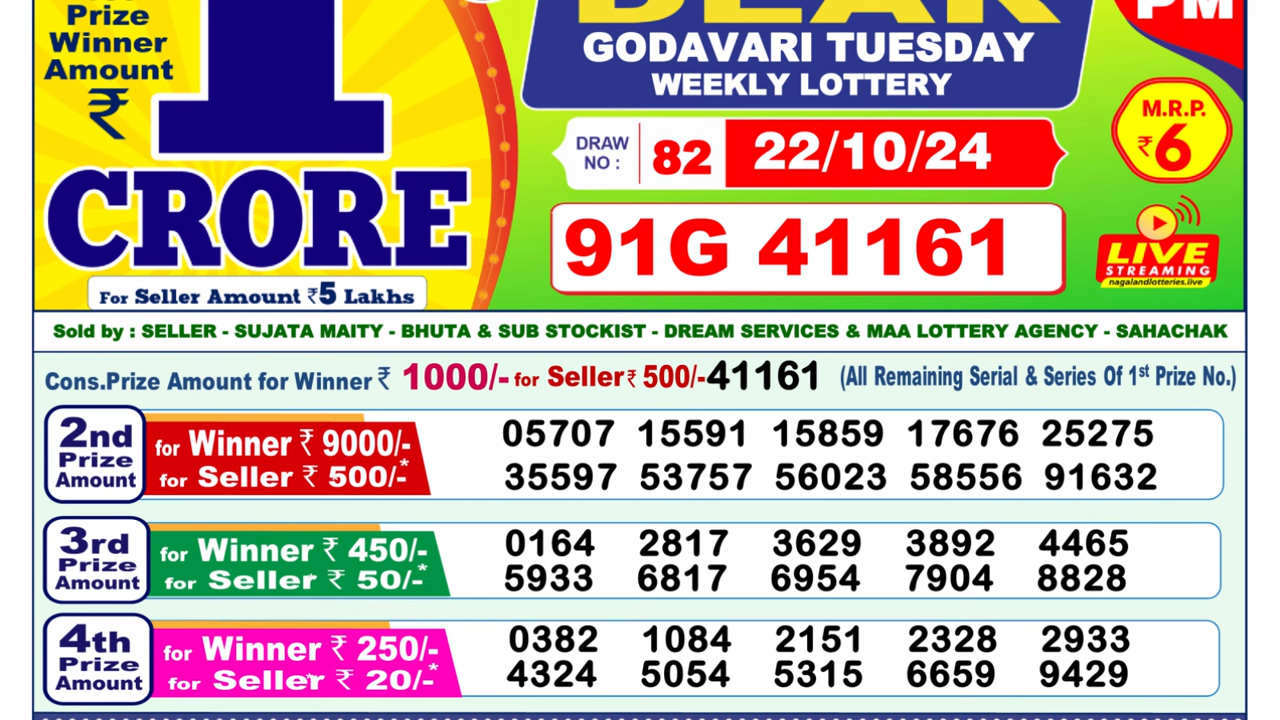 Prize
Winner
Amount
₹
1
CRORE
For Seller Amount ₹5 Lakhs
DEAR
GODAVARI TUESDAY
WEEKLY LOTTERY
PM
DRAW NO : 82 22/10/24
M.R.P.
₹6
91G 41161
LIVE
STREAMING
nagalandlotteries.live
Sold by : SELLER - SUJATA MAITY - BHUTA & SUB STOCKIST - DREAM SERVICES & MAA LOTTERY AGENCY - SAHACHAK
Cons.Prize Amount for Winner ₹ 1000/- for Seller ₹ 500/- 41161 (All Remaining Serial & Series Of 1st Prize No.)
2nd
Prize
Amount
for Winner ₹ 9000/-
for Seller ₹ 500/-*
05707 15591 15859 17676 25275
35597 53757 56023 58556 91632
3rd
Prize
Amount
for Winner ₹ 450/-
for Seller ₹ 50/-*
0164 2817 3629 3892 4465
5933 6817 6954 7904 8828
4th
Prize
Amount
for Winner ₹ 250/-
for Seller ₹ 20/-*
0382 1084 2151 2328 2933
4324 5054 5315 6659 9429